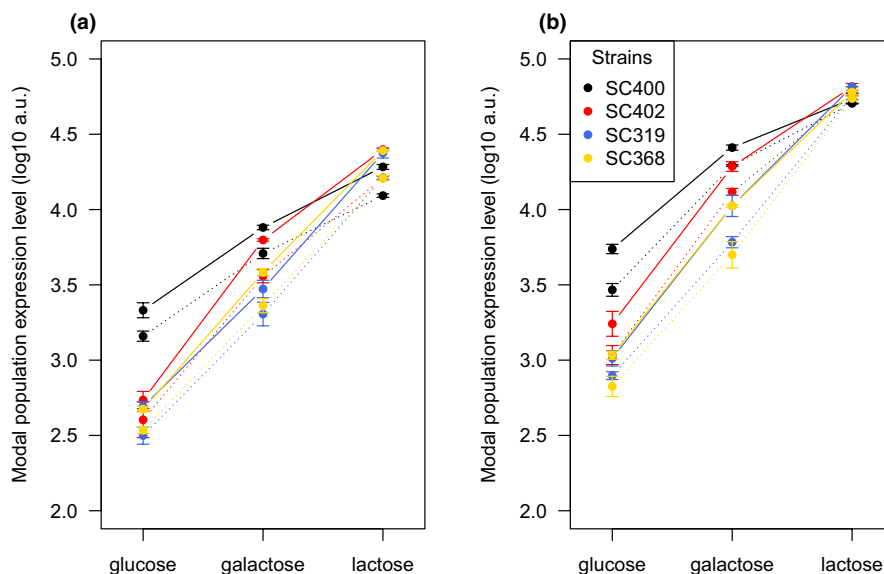 (a)
Modal population expression level (log10 a.u.)
5.0
4.5
4.0
3.5
3.0
2.5
2.0
glucose galactose lactose
(b)
Modal population expression level (log10 a.u.)
5.0
4.5
4.0
3.5
3.0
2.5
2.0
Strains
SC400
SC402
SC319
SC368
glucose galactose lactose